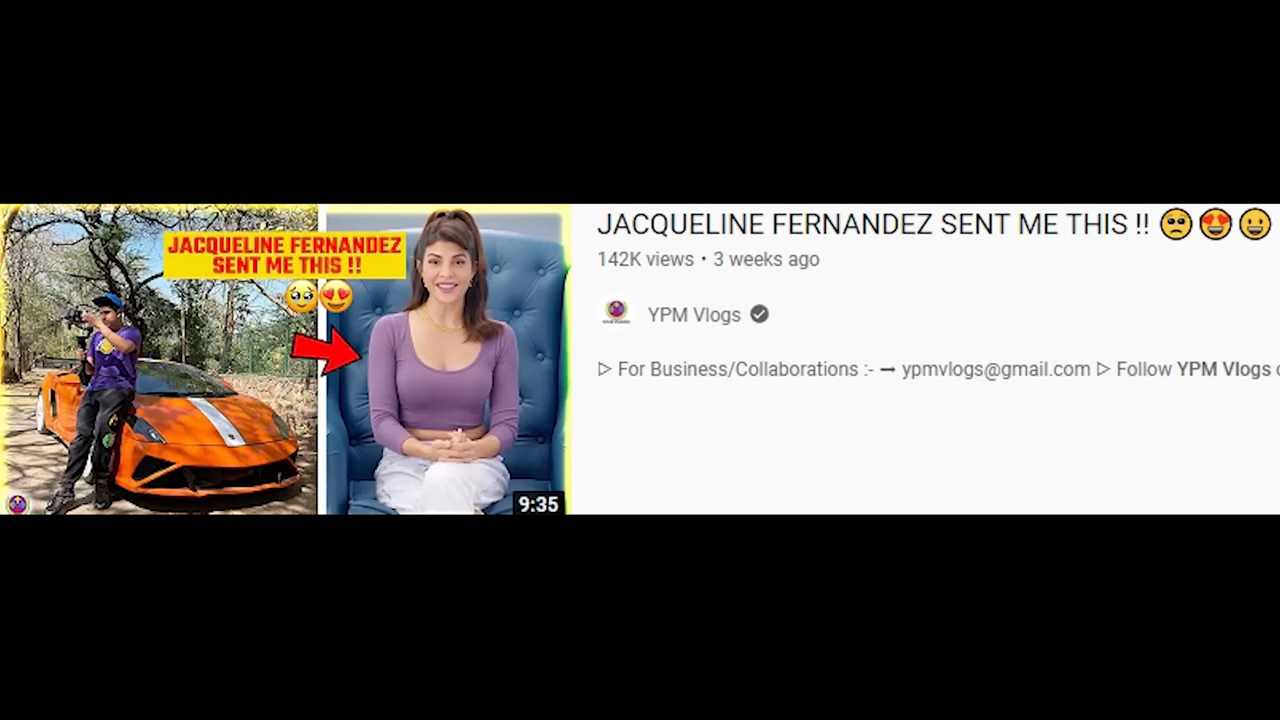 JACQUELINE FERNANDEZ
SENT ME THIS !!
9:35
JACQUELINE FERNANDEZ SENT ME THIS !! 🥺😍😀
142K views • 3 weeks ago
YPM Vlogs
▷ For Business/Collaborations :- ➞ ypmvlogs@gmail.com ▷ Follow YPM Vlogs